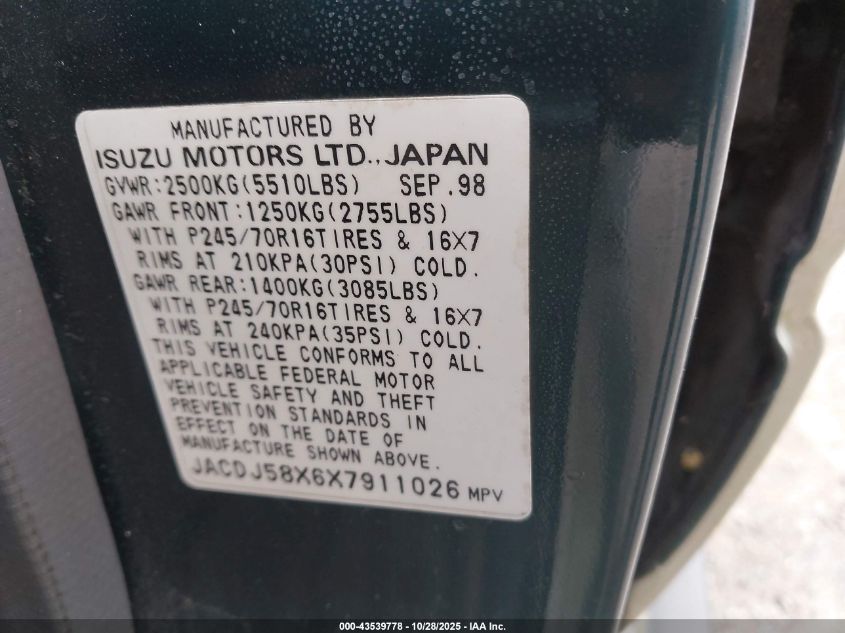 MANUFACTURED BY
ISUZU MOTORS LTD., JAPAN
GVWR:2500KG(5510LBS) SEP.98
GAWR FRONT:1250KG(2755LBS)
WITH P245/70R16TIRES & 16X7
RIMS AT 210KPA(30PSI) COLD.
GAWR REAR:1400KG(3085LBS)
WITH P245/70R16TIRES & 16X7
RIMS AT 240KPA(35PSI) COLD.
THIS VEHICLE CONFORMS TO ALL
APPLICABLE FEDERAL MOTOR
VEHICLE SAFETY AND THEFT
PREVENTION STANDARDS IN
EFFECT ON THE DATE OF
MANUFACTURE SHOWN ABOVE.
JACDJ58X6X7911026 MPV
000-43539778 - 10/28/2025 - IAA Inc.